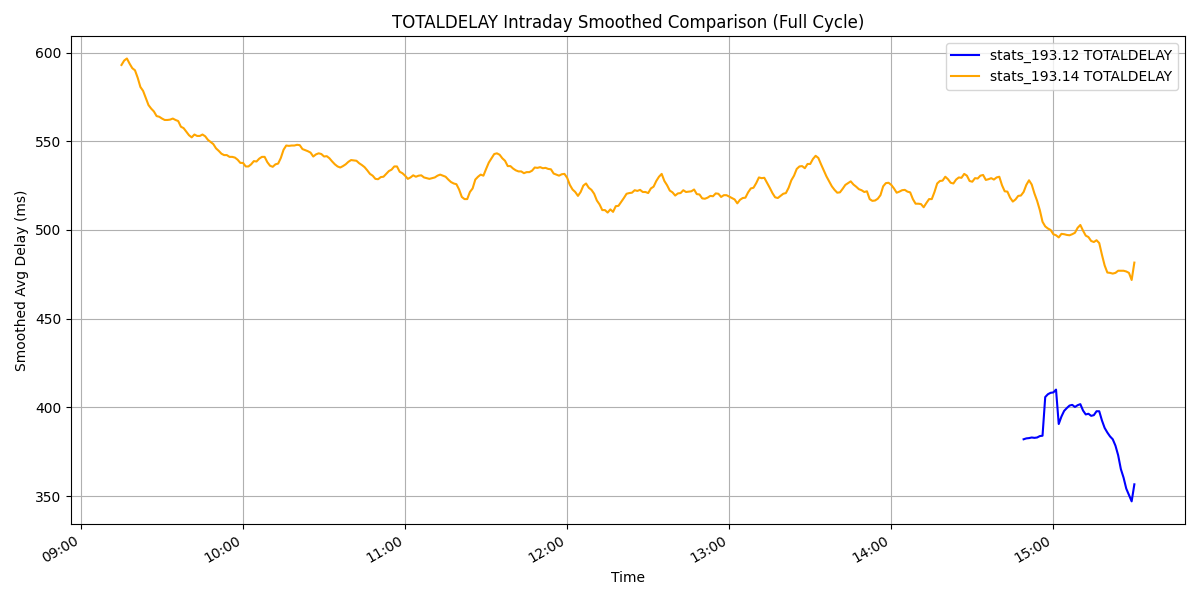 TOTALDELAY Intraday Smoothed Comparison (Full Cycle)
stats_193.12 TOTALDELAY
stats_193.14 TOTALDELAY
Smoothed Avg Delay (ms)
600
550
500
450
400
350
09:00
10:00
11:00
12:00
13:00
14:00
15:00
Time